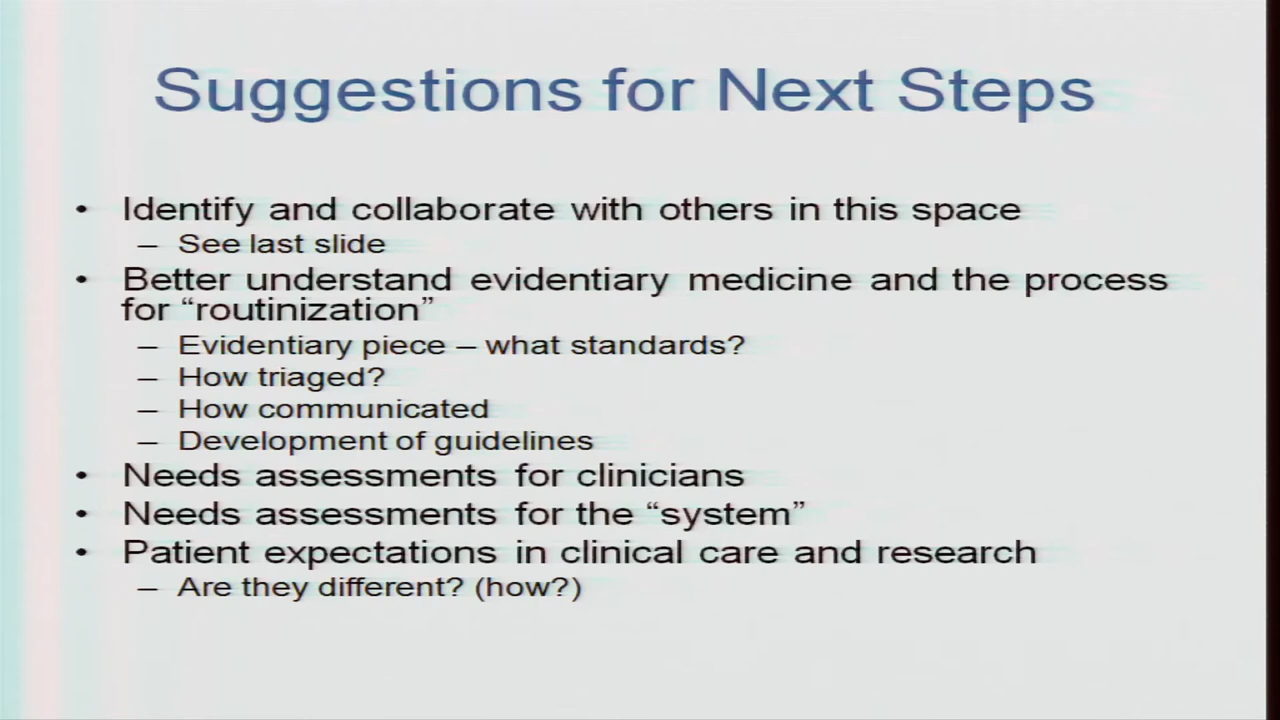 Suggestions for Next Steps
• Identify and collaborate with others in this space
– See last slide
• Better understand evidentiary medicine and the process
for “routinization”
– Evidentiary piece – what standards?
– How triaged?
– How communicated
– Development of guidelines
• Needs assessments for clinicians
• Needs assessments for the “system”
• Patient expectations in clinical care and research
– Are they different? (how?)